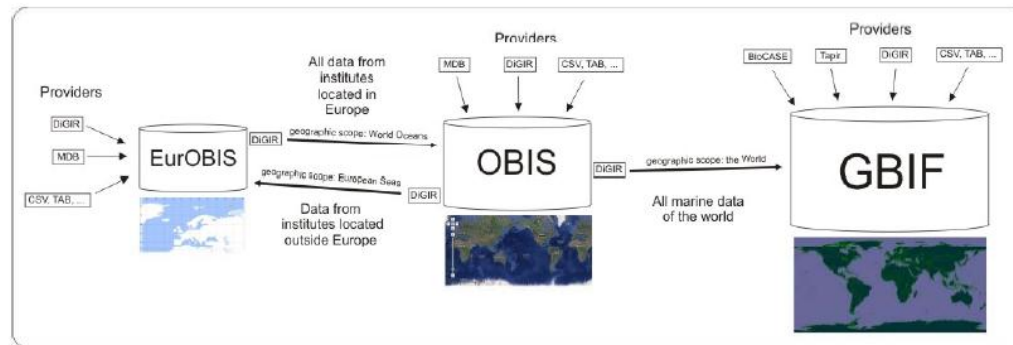 Providers
DiGIR
MDB
CSV, TAB, ...
EurOBIS
All data from
institutes
located in
Europe
DiGIR
geographic scope: World Oceans
geographic scope: European Seas
DiGIR
Data from
institutes located
outside Europe
Providers
MDB
DiGIR
CSV, TAB, ...
OBIS
DiGIR
geographic scope: the World
All marine data
of the world
Providers
BioCASE
Tapir
DiGIR
CSV, TAB, ...
GBIF